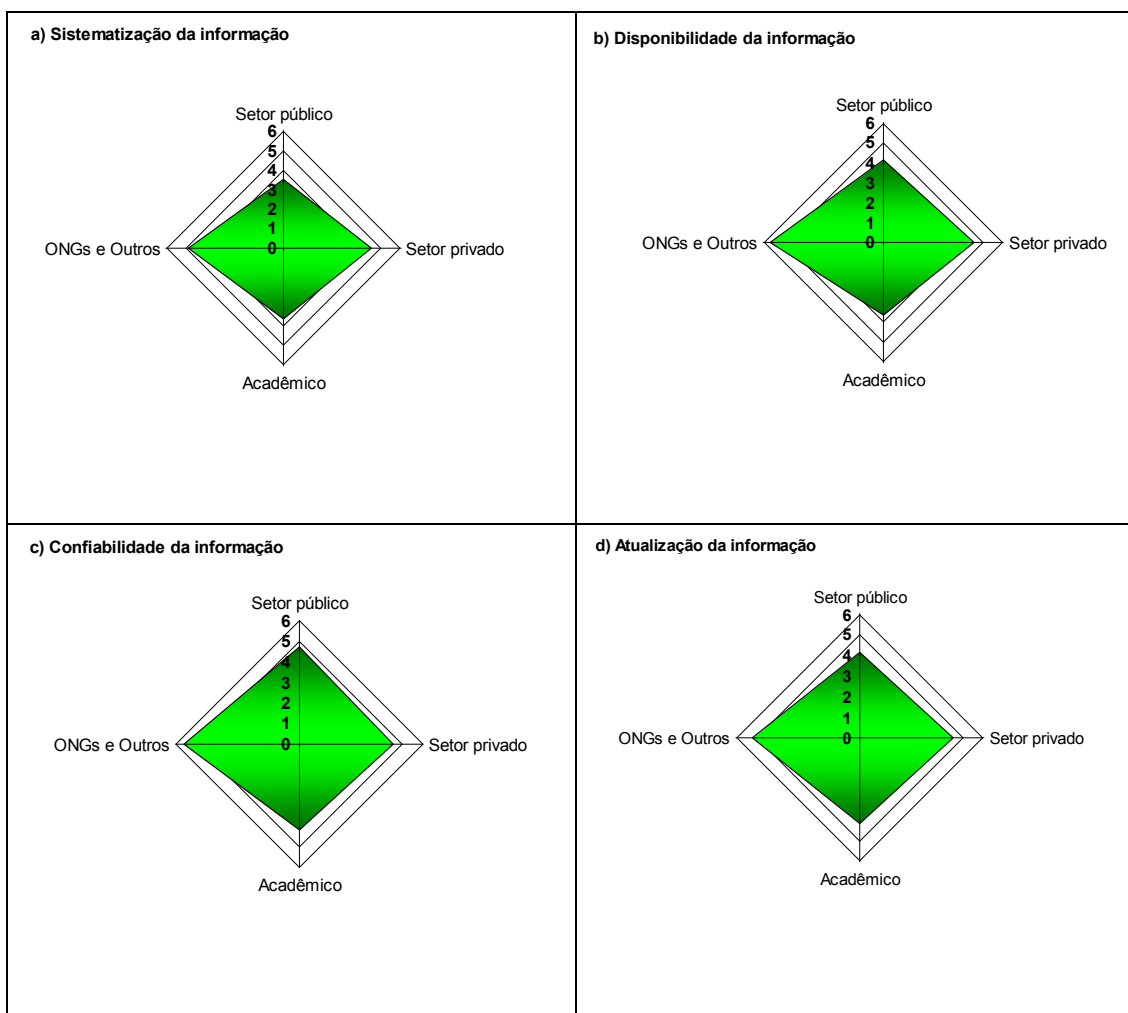 a) Sistematização da informação
Setor público
6
5
4
3
2
1
0
ONGs e Outros
Setor privado
Acadêmico
b) Disponibilidade da informação
Setor público
6
5
4
3
2
1
0
ONGs e Outros
Setor privado
Acadêmico
c) Confiabilidade da informação
Setor público
6
5
4
3
2
1
0
ONGs e Outros
Setor privado
Acadêmico
d) Atualização da informação
Setor público
6
5
4
3
2
1
0
ONGs e Outros
Setor privado
Acadêmico